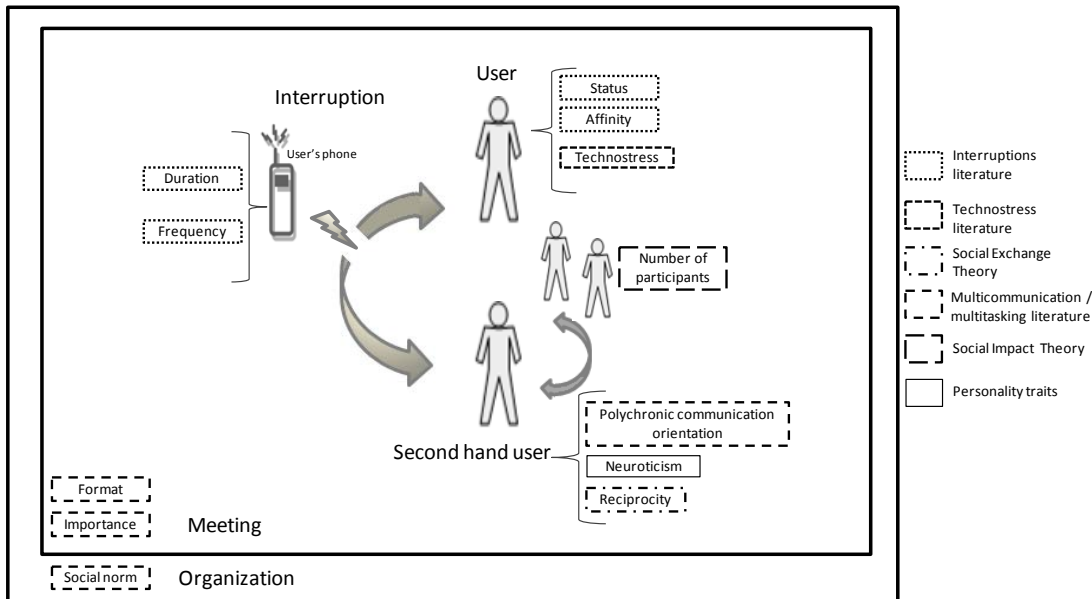 User
Interruption
Status
Affinity
Technostress
User's phone
Duration
Frequency
Number of
participants
Second hand user
Polychronic communication
orientation
Neuroticism
Reciprocity
Format
Importance
Meeting
Social norm
Organization
Interruptions
literature
Technostress
literature
Social Exchange
Theory
Multicommunication /
multitasking literature
Social Impact Theory
Personality traits